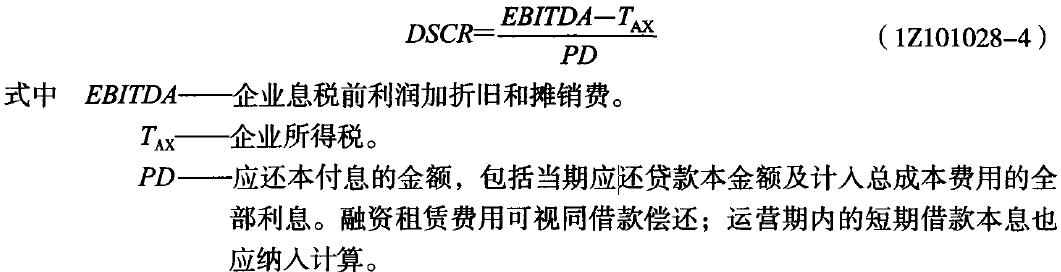 DSCR=\frac{EBITDA-T_{AX}}{PD} （1Z101028-4）
式中 EBITDA——企业息税前利润加折旧和摊销费。
T_{AX}——企业所得税。
PD——应还本付息的金额，包括当期应还贷款本金额及计入总成本费用的全
部利息。融资租赁费用可视同借款偿还；运营期内的短期借款本息也
应纳入计算。